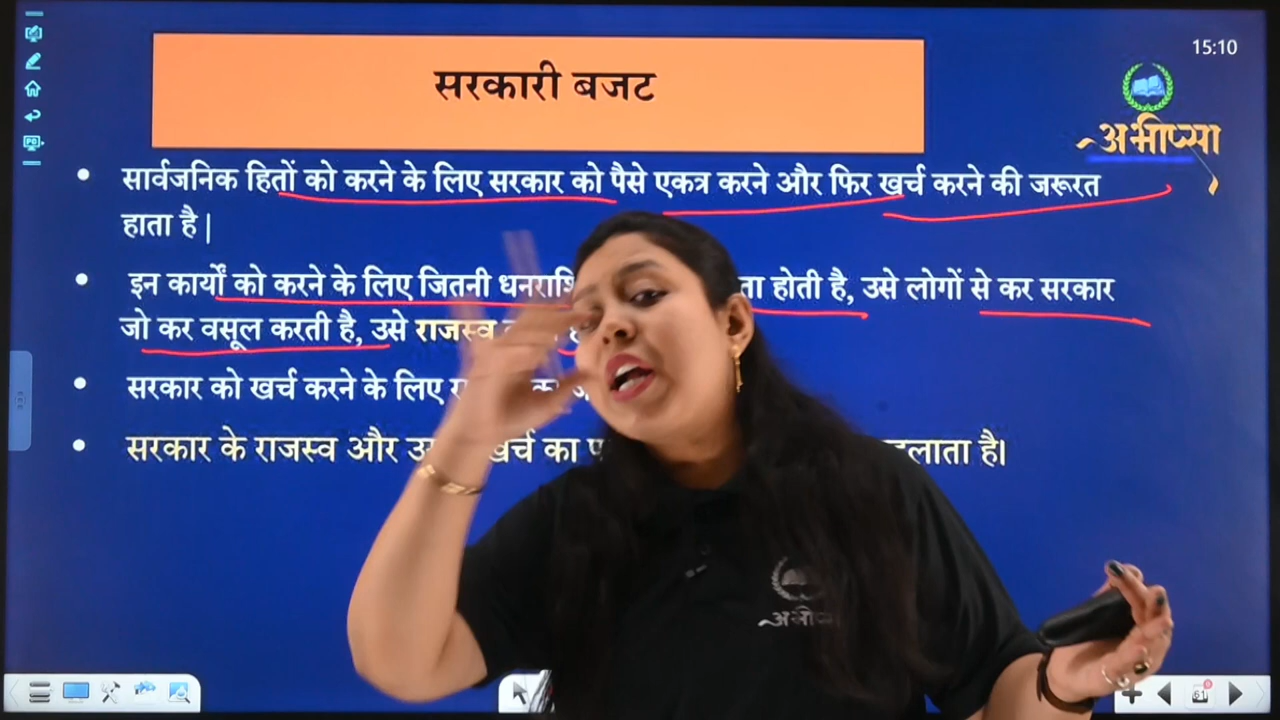 सरकारी बजट
15:10
अभीप्सा
• सार्वजनिक हितों को करने के लिए सरकार को पैसे एकत्र करने और फिर खर्च करने की जरूरत
हाता है |
• इन कार्यों को करने के लिए जितनी धनराशि ता होती है, उसे लोगों से कर सरकार
जो कर वसूल करती है, उसे राजस्व
• सरकार को खर्च करने के लिए
• सरकार के राजस्व और खर्च का लाता है।
61